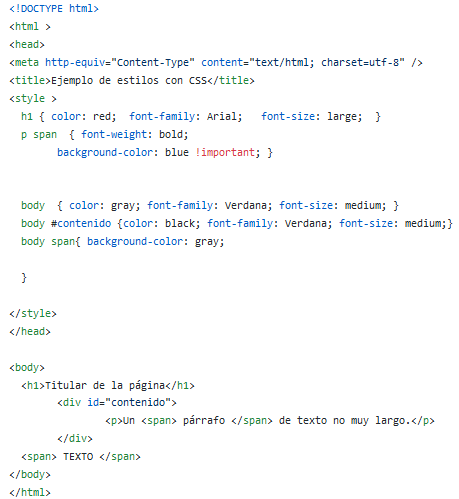 <!DOCTYPE html>
<html >
<head>
<meta http-equiv="Content-Type" content="text/html; charset=utf-8" />
<title>Ejemplo de estilos con CSS</title>
<style >
  h1 { color: red;  font-family: Arial;   font-size: large;  }
  p span  { font-weight: bold;
        background-color: blue !important; }
  body  { color: gray; font-family: Verdana; font-size: medium; }
  body #contenido {color: black; font-family: Verdana; font-size: medium;}
  body span{ background-color: gray;
  }
</style>
</head>
<body>
  <h1>Titular de la página</h1>
        <div id="contenido">
                <p>Un <span> párrafo </span> de texto no muy largo.</p>
        </div>
  <span> TEXTO </span>
</body>
</html>